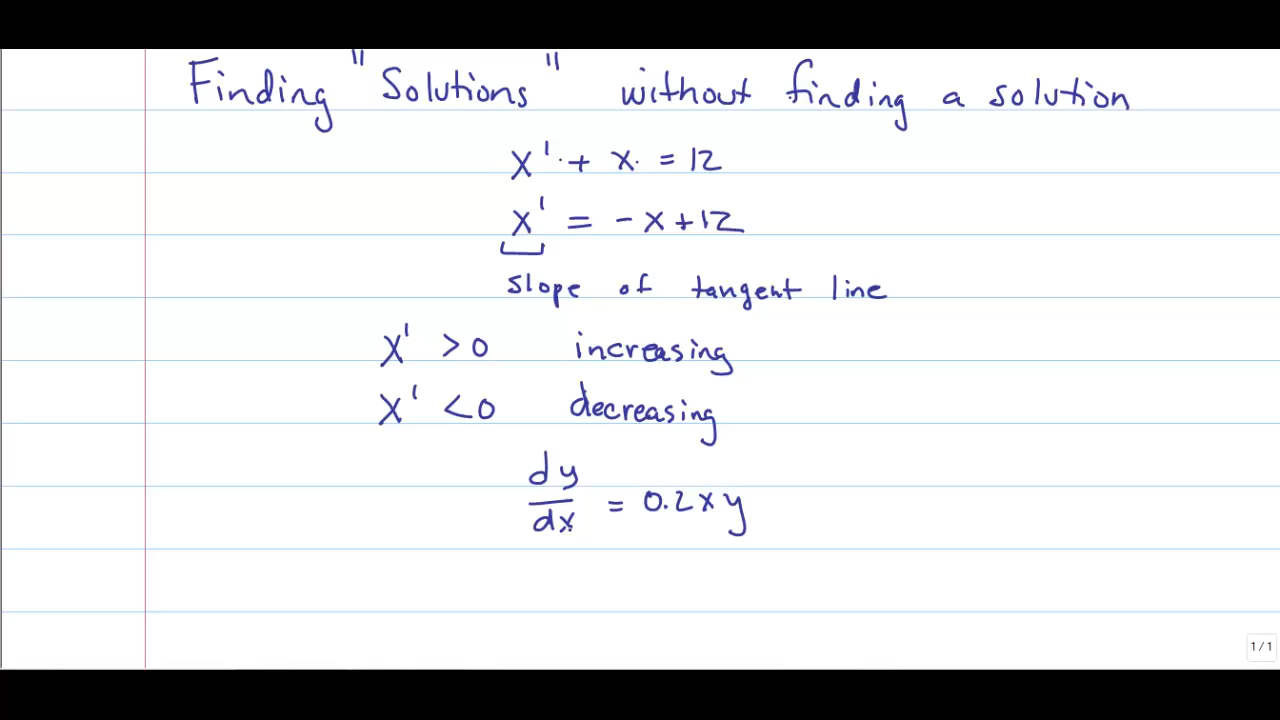 Finding "Solutions" without finding a solution
x' + x = 12
x' = -x+12
slope of tangent line
x' >0 increasing
x' <0 decreasing
dy/dx = 0.2xy
1/1